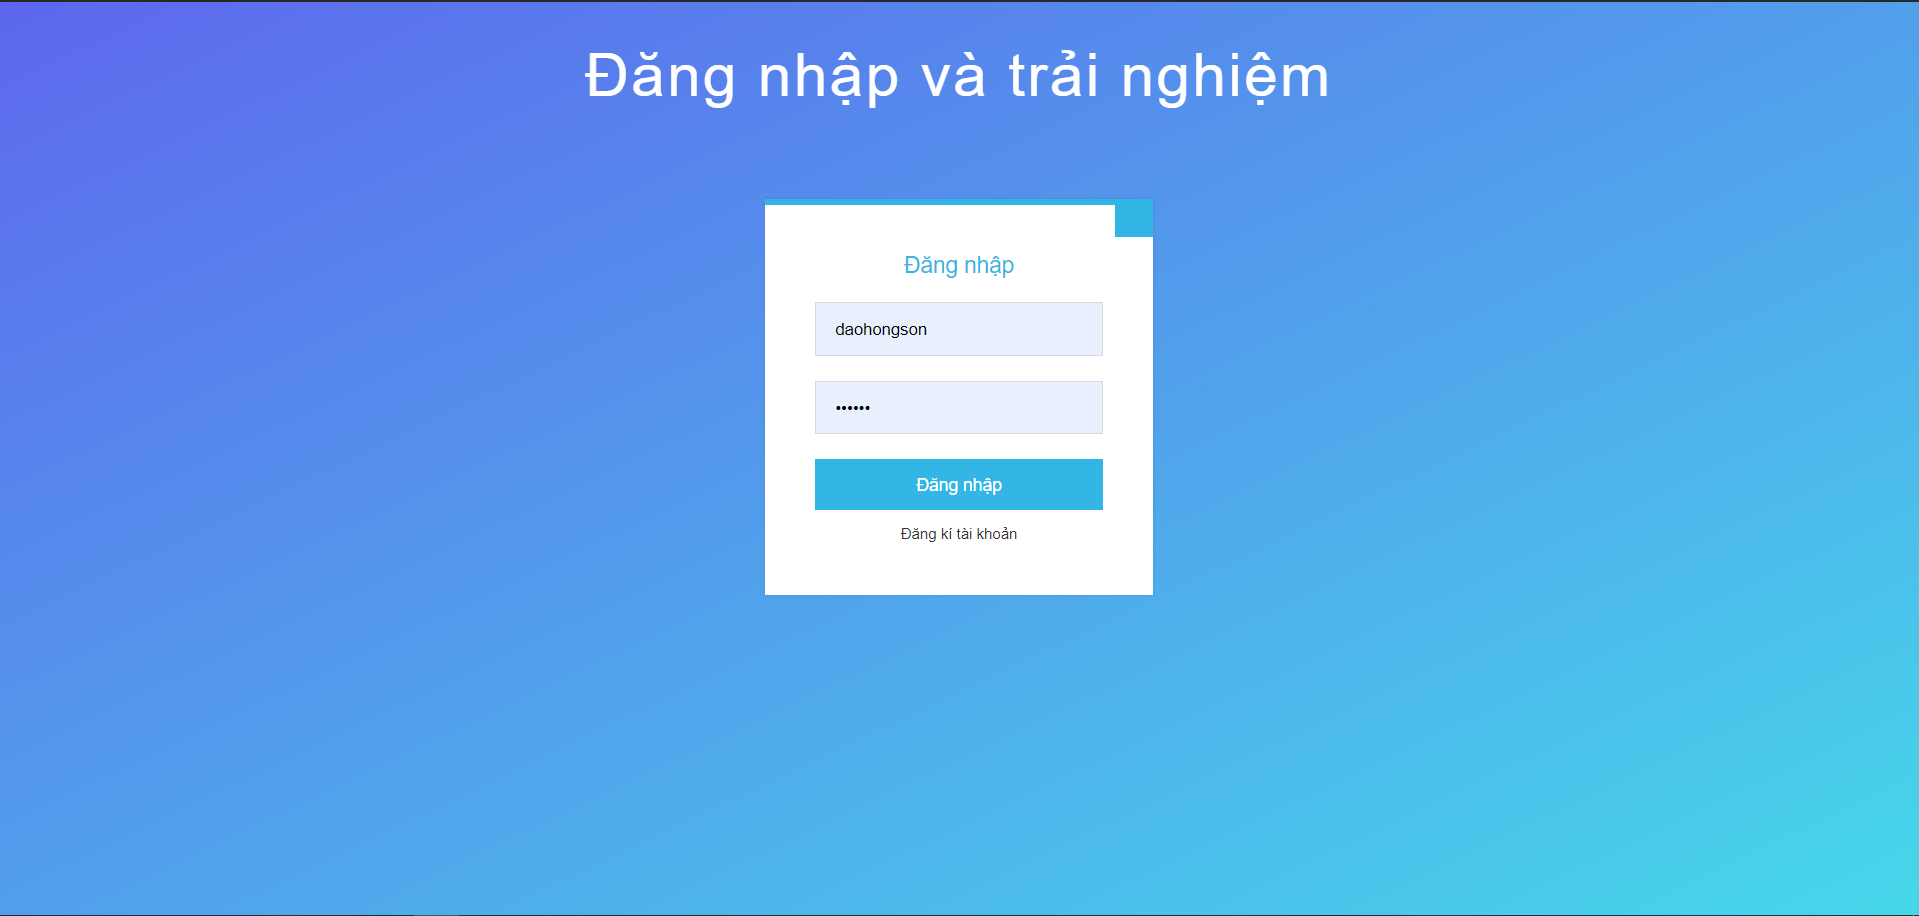 Đăng nhập và trải nghiệm
Đăng nhập
daohongson
••••••
Đăng nhập
Đăng kí tài khoản